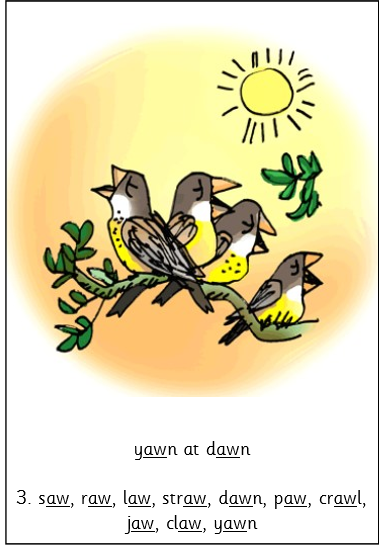 yawn at dawn
3. saw, raw, law, straw, dawn, paw, crawl,
jaw, claw, yawn